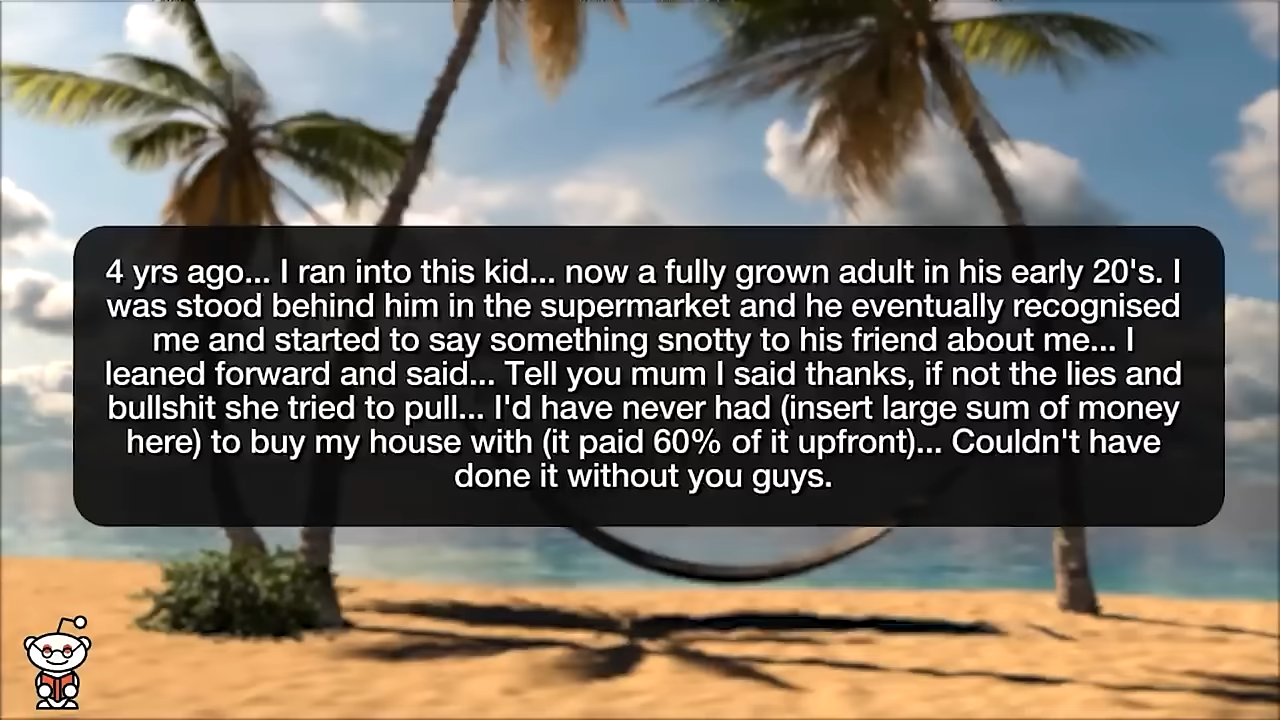 4 yrs ago... I ran into this kid... now a fully grown adult in his early 20's. I
was stood behind him in the supermarket and he eventually recognised
me and started to say something snotty to his friend about me... I
leaned forward and said... Tell you mum I said thanks, if not the lies and
bullshit she tried to pull... I'd have never had (insert large sum of money
here) to buy my house with (it paid 60% of it upfront)... Couldn't have
done it without you guys.